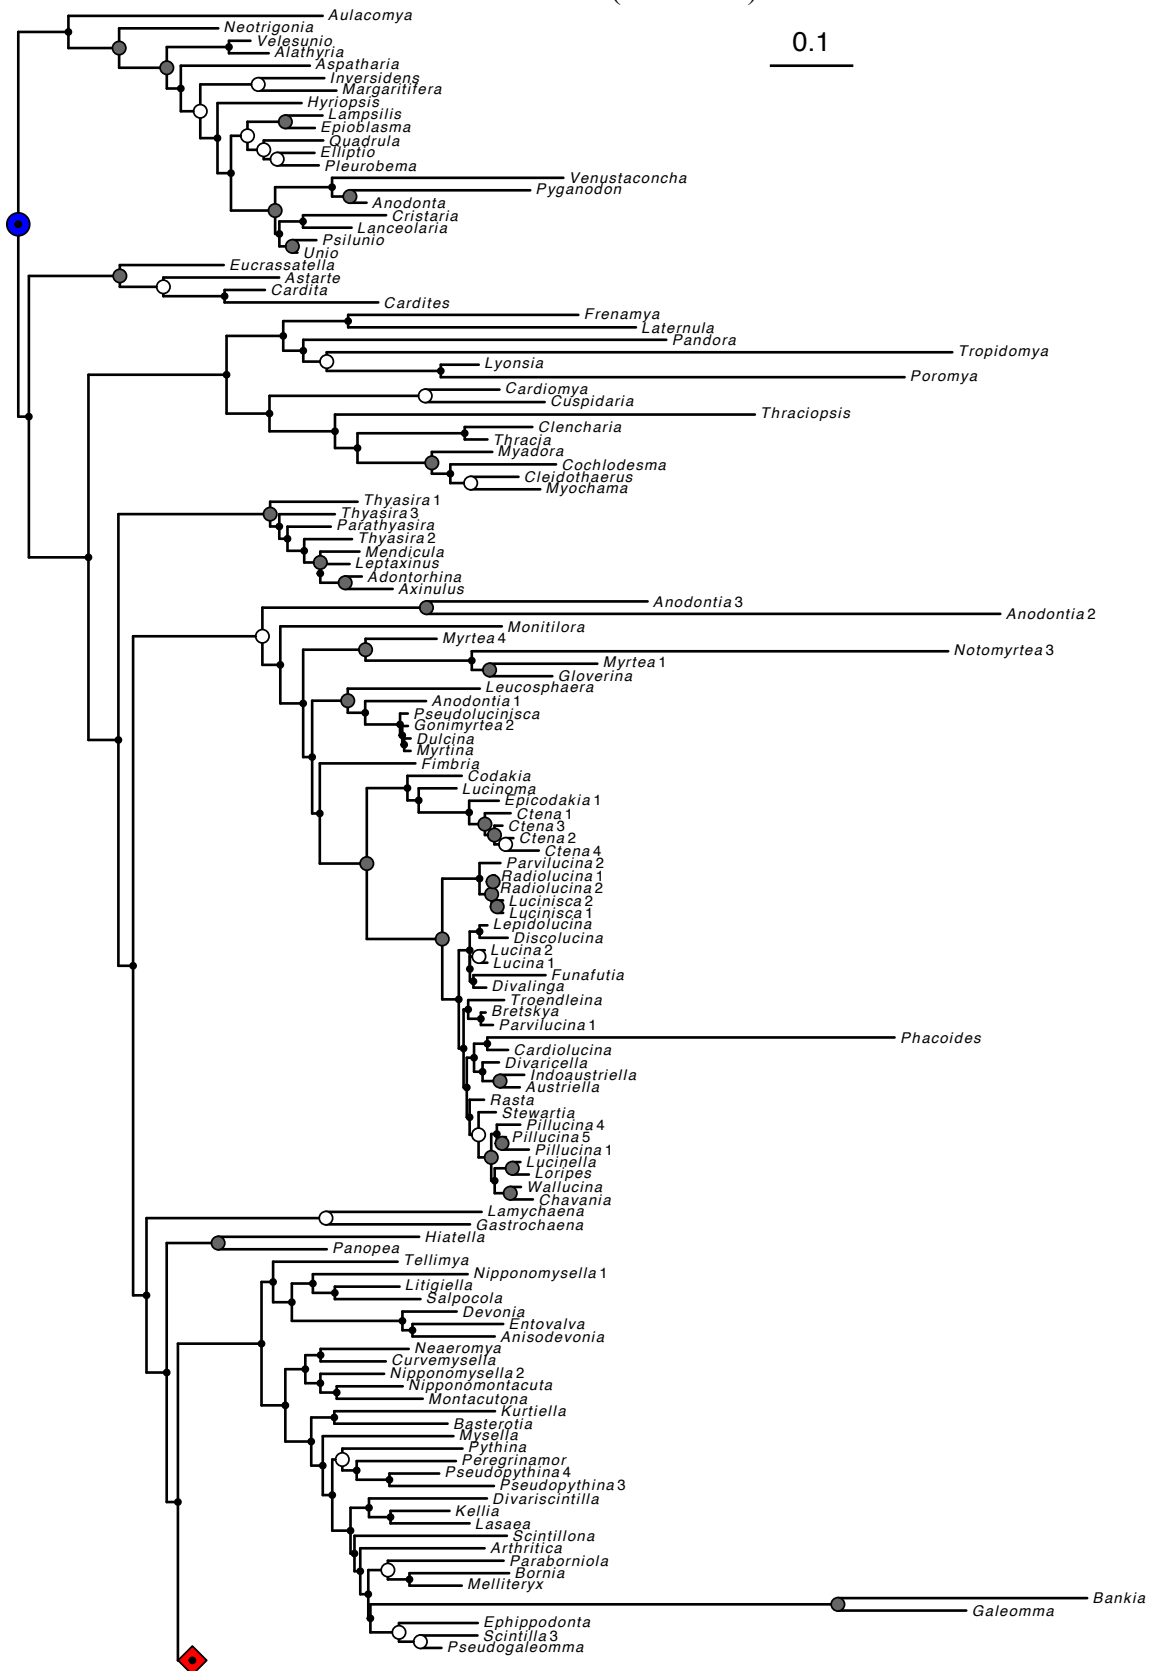 Aulacomya
Neotrigonia
0.1
Velesunio
Alathyria
Aspatharia
Inversidens
Margaritifera
Hyriopsis
Lampsilis
Epioblasma
Quadrula
Elliptio
Pleurobema
Venustaconcha
Pyganodon
Anodonta
Cristaria
Lanceolaria
Psilunio
Unio
Eucrassatella
Astarte
Cardita
Cardites
Frenamya
Laternula
Pandora
Tropidomya
Lyonsia
Poromya
Cardiomya
Cuspidaria
Thraciopsis
Clencharia
Thracia
Myadora
Cochlodesma
Cleidothaerus
Myochama
Thyasira 1
Thyasira 3
Parathyasira
Thyasira 2
Mendicula
Leptaxinus
Adontorhina
Axinulus
Anodontia 3
Anodontia 2
Monitilora
Myrtea 4
Notomyrtea 3
Myrtea 1
Gloverina
Leucosphaera
Anodontia 1
Pseudolucinisca
Gonimyrtea 2
Dulcina
Myrtina
Fimbria
Codakia
Lucinoma
Epicodakia 1
Ctena 1
Ctena 3
Ctena 2
Ctena 4
Parvilucina 2
Radiolucina 1
Radiolucina 2
Lucinisca 2
Lucinisca 1
Lepidolucina
Discolucina
Lucina 2
Lucina 1
Funafutia
Divalinga
Troendleina
Bretskya
Parvilucina 1
Phacoides
Cardiolucina
Divaricella
Indoaustriella
Austriella
Rasta
Stewartia
Pillucina 4
Pillucina 5
Pillucina 1
Lucinella
Loripes
Wallucina
Chavania
Lamychaena
Gastrochaena
Hiatella
Panopea
Tellimya
Nipponomysella 1
Litigiella
Salpocola
Devonia
Entovalva
Anisodevonia
Neaeromya
Curvemysella
Nipponomysella 2
Nipponomontacuta
Montacutona
Kurtiella
Basterotia
Mysella
Pythina
Peregrinamor
Pseudopythina 4
Pseudopythina 3
Divariscintilla
Kellia
Lasaea
Scintillona
Arthritica
Paraborniola
Bornia
Melliteryx
Bankia
Galeomma
Ephippodonta
Scintilla 3
Pseudogaleomma